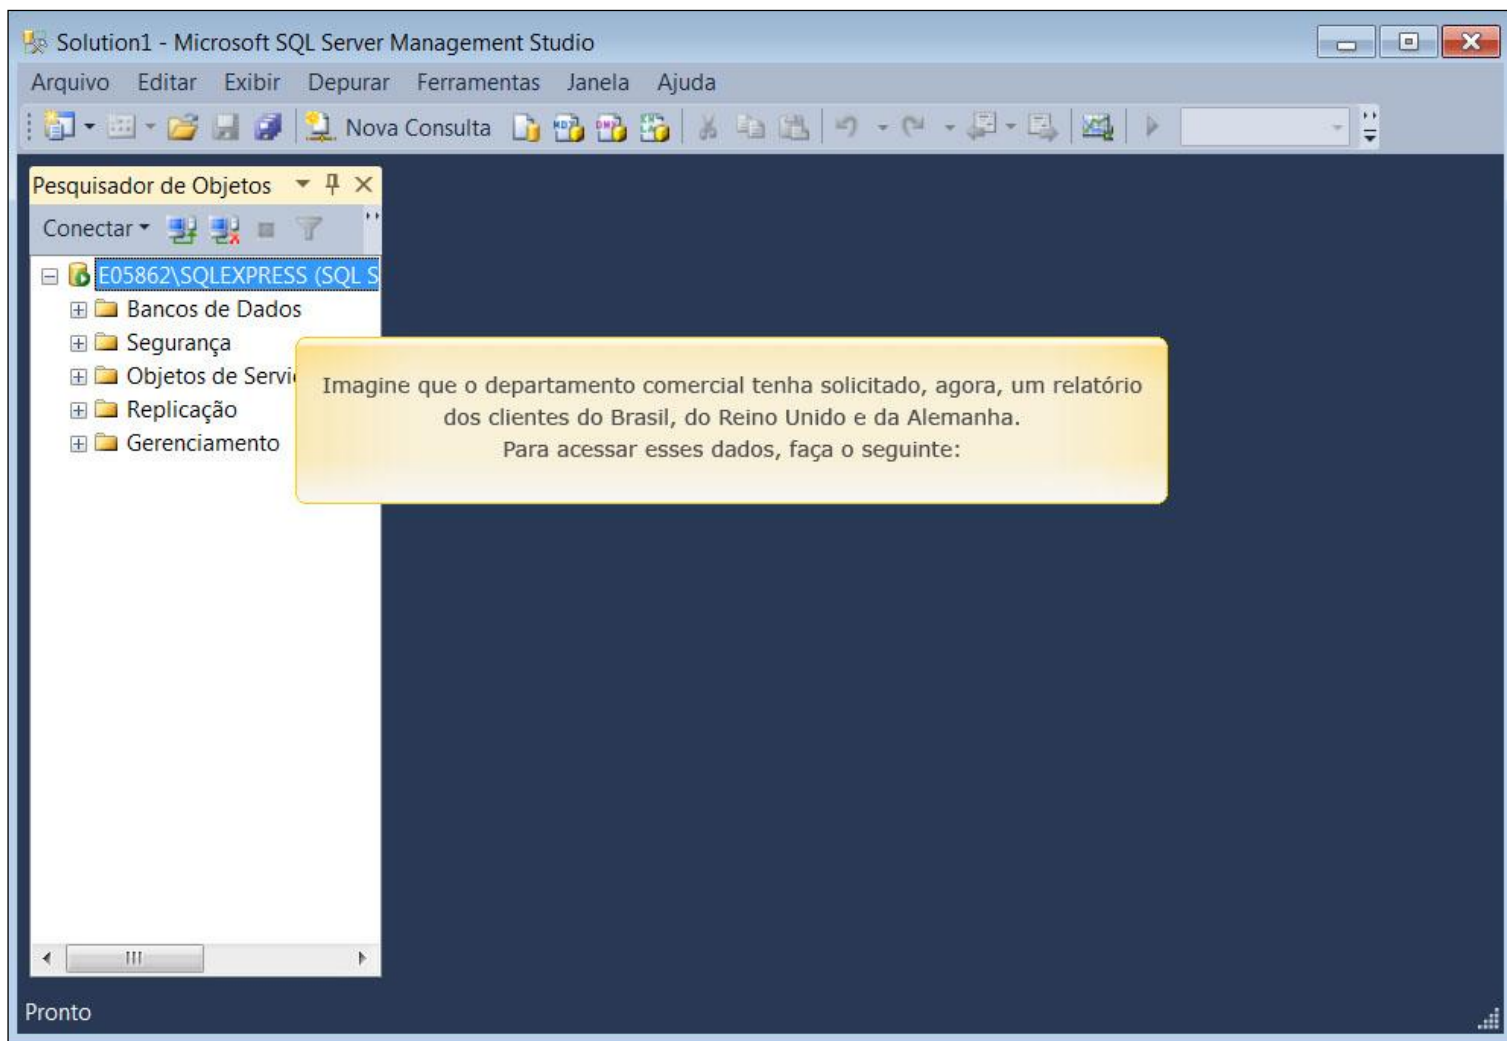 Solution1 - Microsoft SQL Server Management Studio
Arquivo Editar Exibir Depurar Ferramentas Janela Ajuda
Nova Consulta
Pesquisador de Objetos
Conectar
E05862\SQLEXPRESS (SQL S
Bancos de Dados
Segurança
Objetos de Servi
Replicação
Gerenciamento
Imagine que o departamento comercial tenha solicitado, agora, um relatório
dos clientes do Brasil, do Reino Unido e da Alemanha.
Para acessar esses dados, faça o seguinte:
Pronto